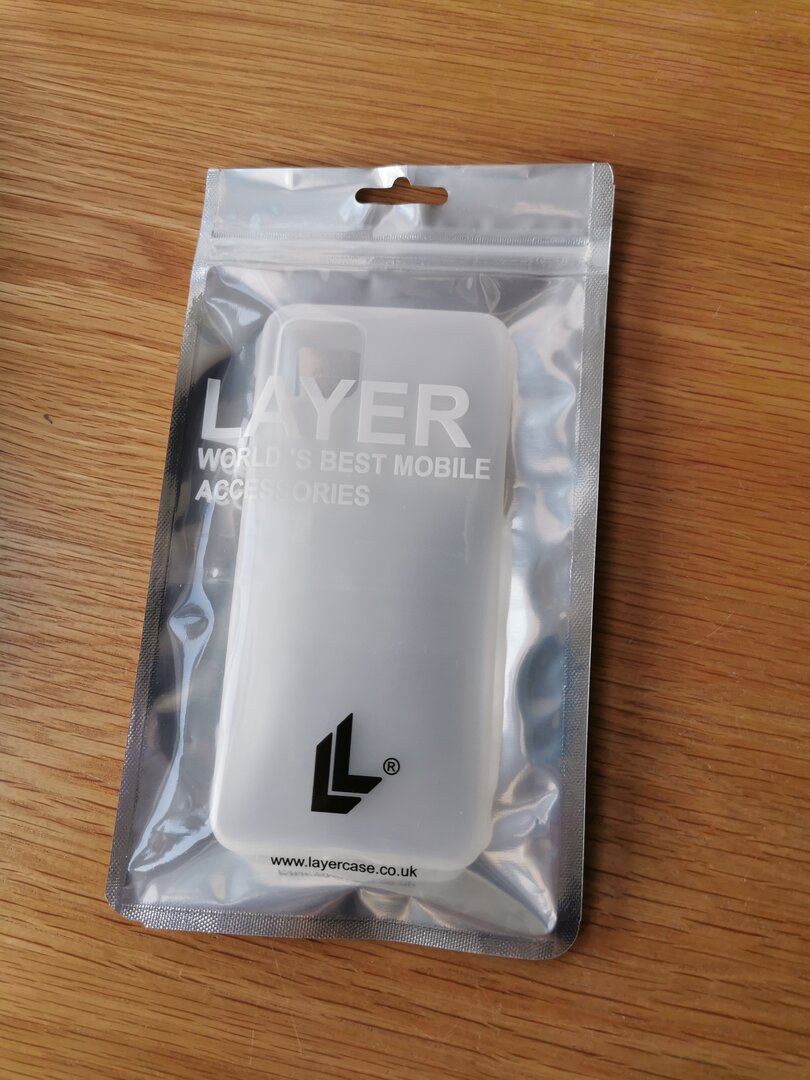 LAYER
WORLD 'S BEST MOBILE
ACCESSORIES
®
www.layercase.co.uk